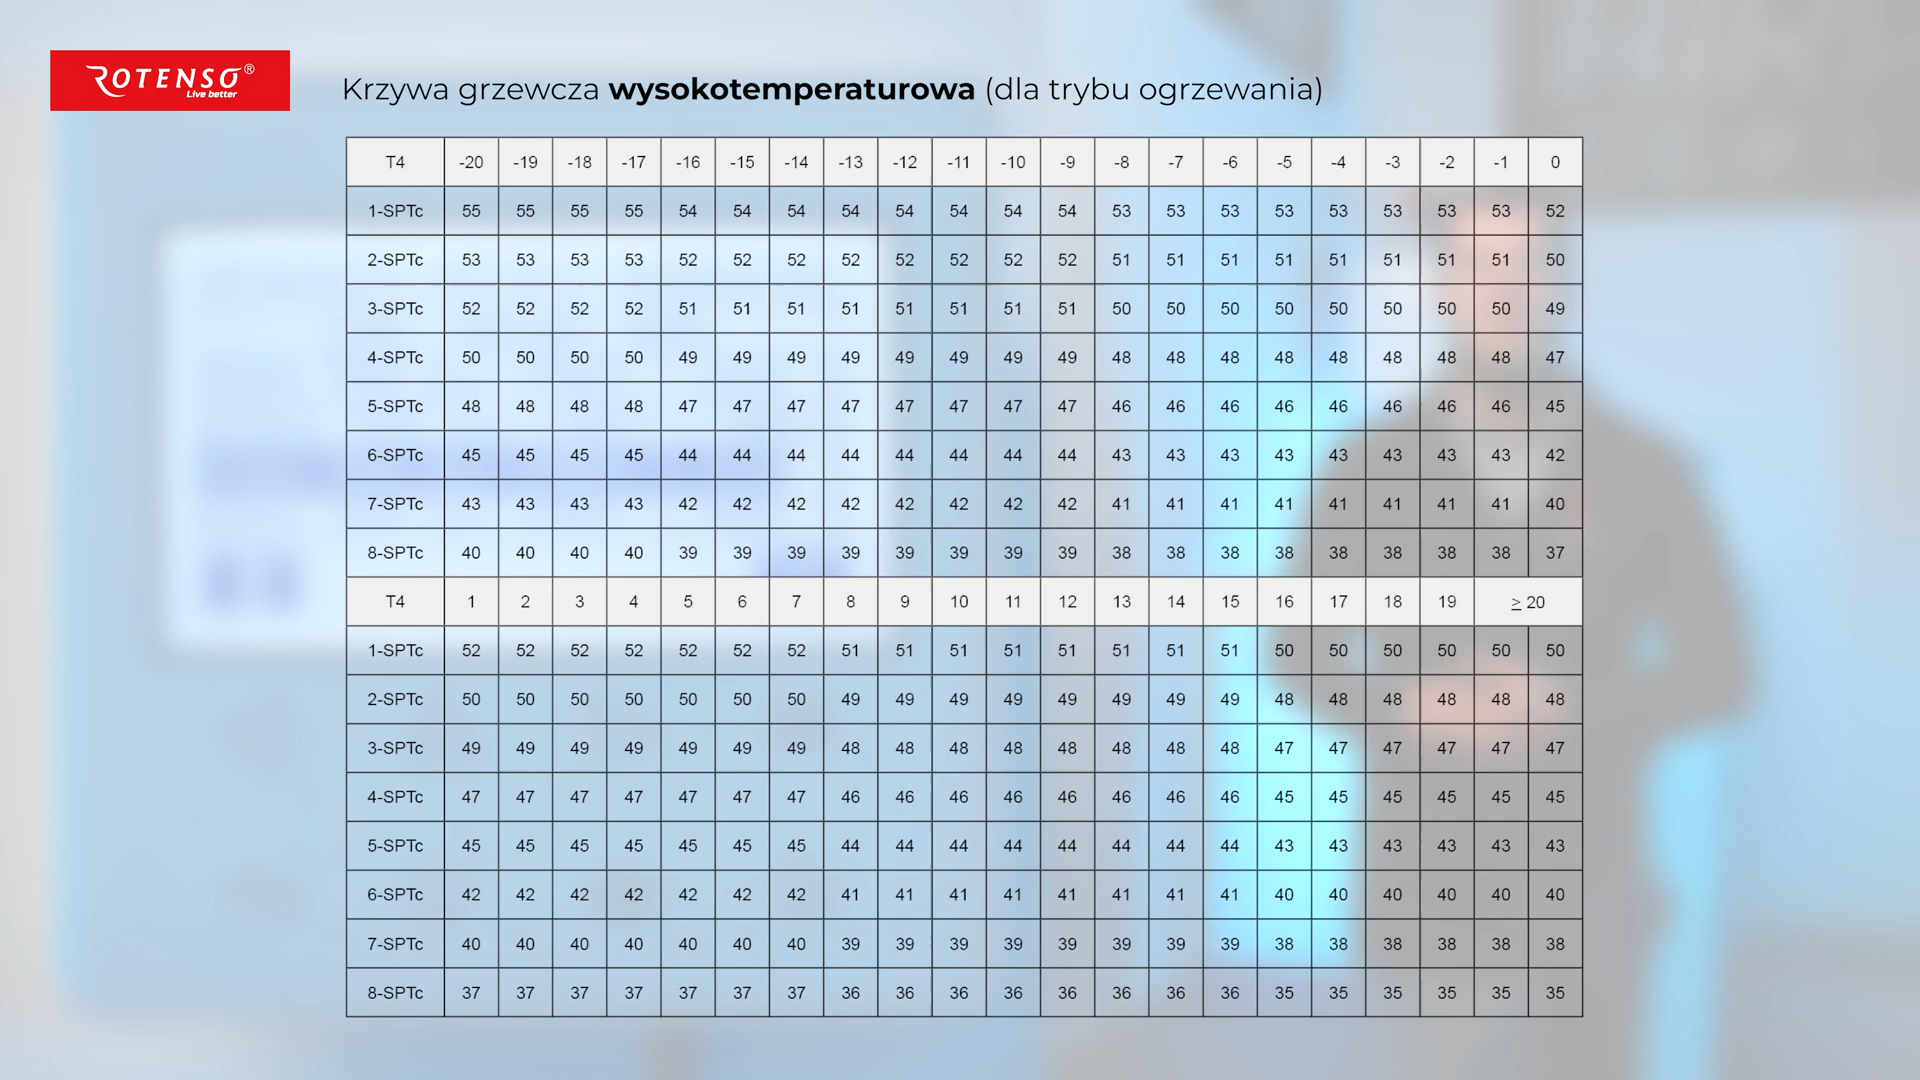 ROTENSO®
Live better
Krzywa grzewcza wysokotemperaturowa (dla trybu ogrzewania)
T4 -20 -19 -18 -17 -16 -15 -14 -13 -12 -11 -10 -9 -8 -7 -6 -5 -4 -3 -2 -1 0
1-SPTc 55 55 55 55 54 54 54 54 54 54 54 54 53 53 53 53 53 53 53 53 52
2-SPTc 53 53 53 53 52 52 52 52 52 52 52 52 51 51 51 51 51 51 51 51 50
3-SPTc 52 52 52 52 51 51 51 51 51 51 51 51 50 50 50 50 50 50 50 50 49
4-SPTc 50 50 50 50 49 49 49 49 49 49 49 49 48 48 48 48 48 48 48 48 47
5-SPTc 48 48 48 48 47 47 47 47 47 47 47 47 46 46 46 46 46 46 46 46 45
6-SPTc 45 45 45 45 44 44 44 44 44 44 44 44 43 43 43 43 43 43 43 43 42
7-SPTc 43 43 43 43 42 42 42 42 42 42 42 42 41 41 41 41 41 41 41 41 40
8-SPTc 40 40 40 40 39 39 39 39 39 39 39 39 38 38 38 38 38 38 38 38 37
T4 1 2 3 4 5 6 7 8 9 10 11 12 13 14 15 16 17 18 19 ≥ 20
1-SPTc 52 52 52 52 52 52 52 51 51 51 51 51 51 51 51 50 50 50 50 50 50
2-SPTc 50 50 50 50 50 50 50 49 49 49 49 49 49 49 49 48 48 48 48 48 48
3-SPTc 49 49 49 49 49 49 49 48 48 48 48 48 48 48 48 47 47 47 47 47 47
4-SPTc 47 47 47 47 47 47 47 46 46 46 46 46 46 46 46 45 45 45 45 45 45
5-SPTc 45 45 45 45 45 45 45 44 44 44 44 44 44 44 44 43 43 43 43 43 43
6-SPTc 42 42 42 42 42 42 42 41 41 41 41 41 41 41 41 40 40 40 40 40 40
7-SPTc 40 40 40 40 40 40 40 39 39 39 39 39 39 39 39 38 38 38 38 38 38
8-SPTc 37 37 37 37 37 37 37 36 36 36 36 36 36 36 36 35 35 35 35 35 35